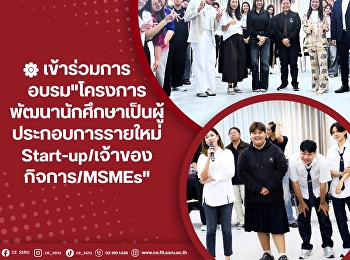 เข้าร่วมการ
อบรม"โครงการ
พัฒนานักศึกษาเป็นผู้
ประกอบการรายใหม่
Start-up/เจ้าของ
กิจการ/MSMEs"
CE SSRU ce_ssru ce_ssru 02 160 1438 www.ce.fit.ssru.ac.th